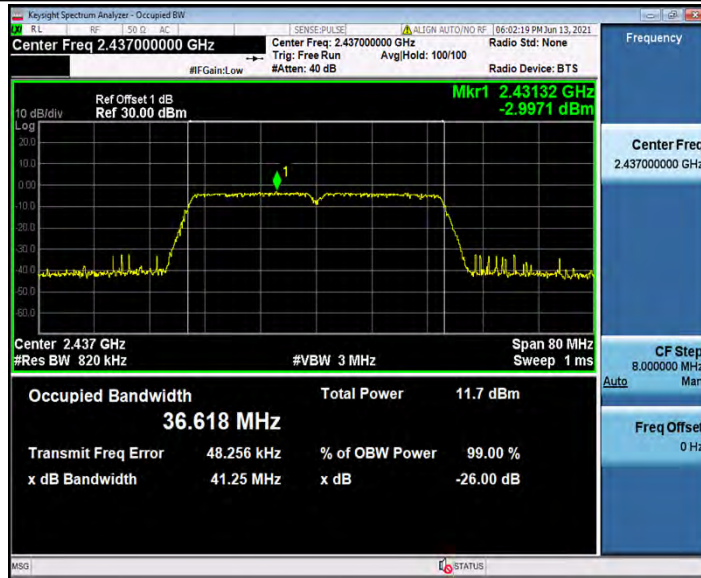 Keysight Spectrum Analyzer - Occupied BW
RL RF 50 Ω AC SENSE:PULSE ALIGN AUTO/NO RF 06:02:19 PM Jun 13, 2021
Center Freq 2.437000000 GHz
Center Freq: 2.437000000 GHz Radio Std: None
Trig: Free Run Avg|Hold: 100/100
#IFGain:Low #Atten: 40 dB Radio Device: BTS
Frequency
Ref Offset 1 dB
10 dB/div Ref 30.00 dBm
Mkr1 2.43132 GHz
-2.9971 dBm
Log
20.0
10.0
0.00
-10.0
-20.0
-30.0
-40.0
-50.0
-60.0
1
Center 2.437 GHz Span 80 MHz
#Res BW 820 kHz #VBW 3 MHz Sweep 1 ms
Occupied Bandwidth Total Power 11.7 dBm
36.618 MHz
Transmit Freq Error 48.256 kHz % of OBW Power 99.00 %
x dB Bandwidth 41.25 MHz x dB -26.00 dB
Center Freq
2.437000000 GHz
CF Step
8.000000 MHz
Auto Man
Freq Offset
0 Hz
MSG STATUS